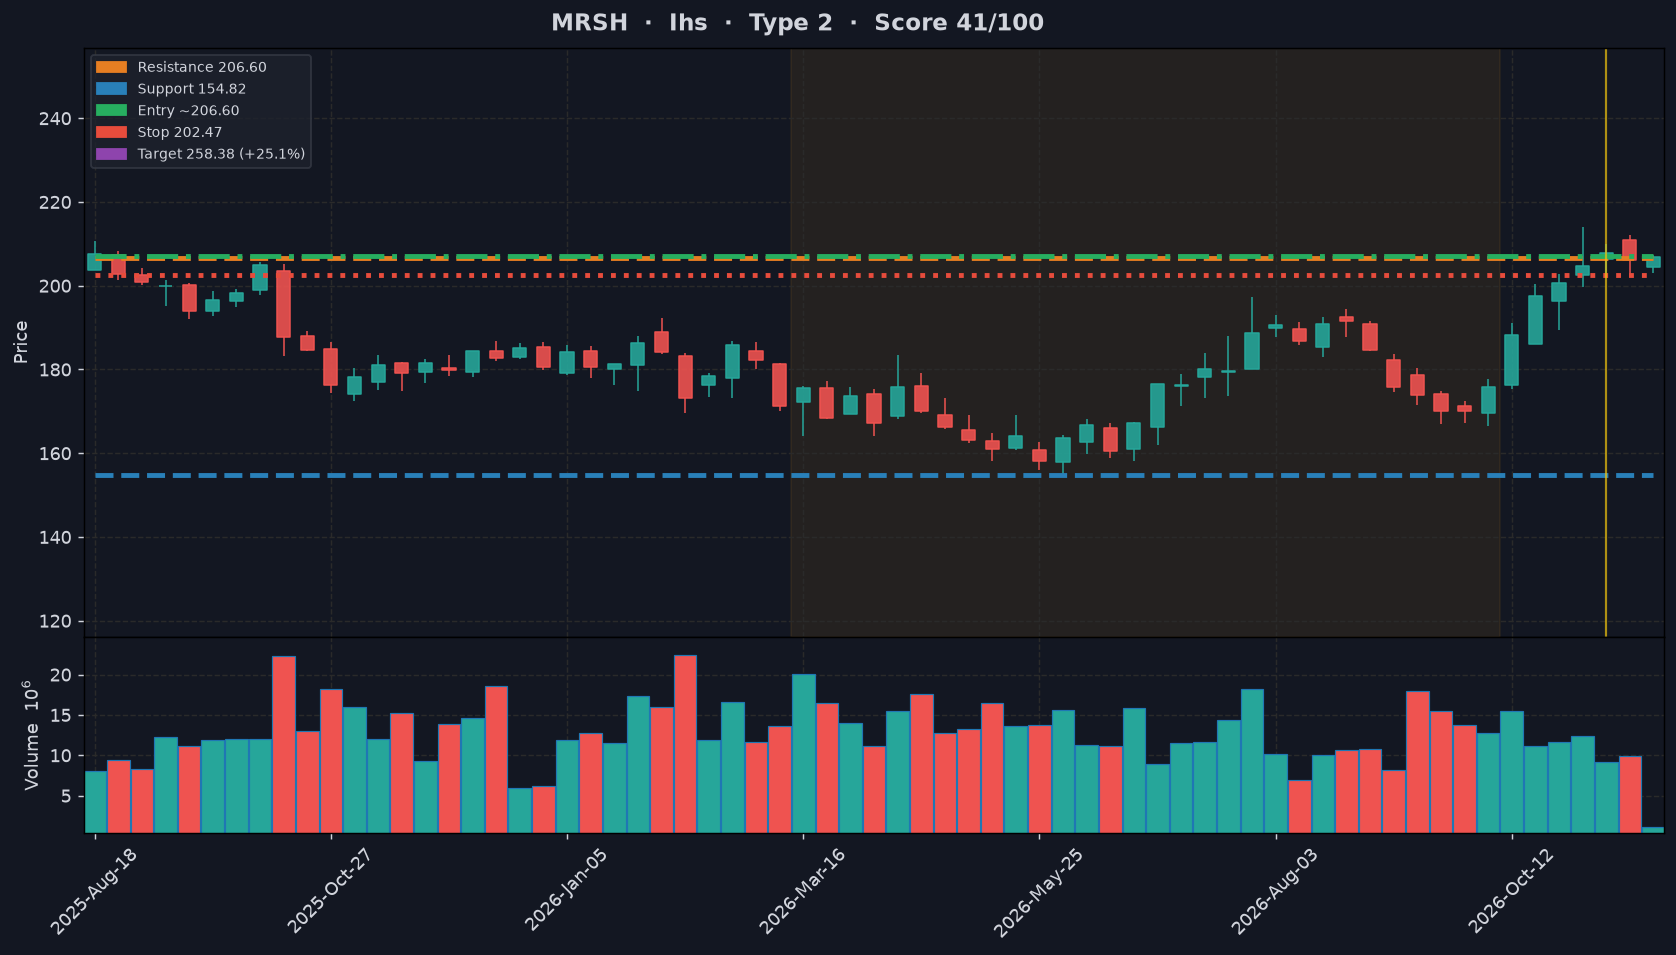 MRSH · Ihs · Type 2 · Score 41/100
Resistance 206.60
Support 154.82
Entry ~206.60
Stop 202.47
Target 258.38 (+25.1%)
240
220
200
180
160
140
120
Price
20
15
10
5
Volume 10⁶
2025-Aug-18
2025-Oct-27
2026-Jan-05
2026-Mar-16
2026-May-25
2026-Aug-03
2026-Oct-12